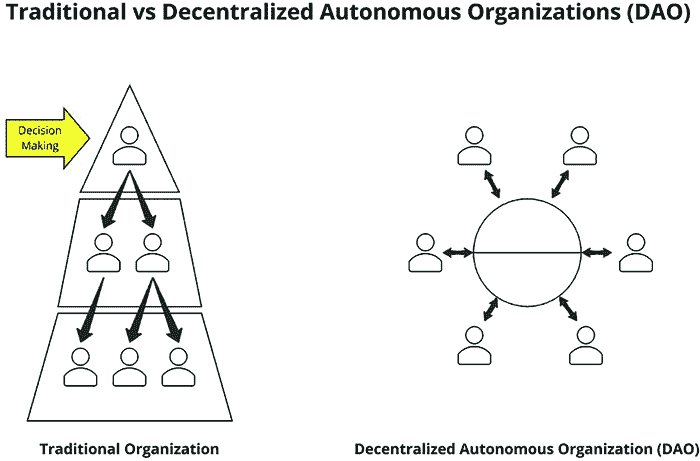 Traditional vs Decentralized Autonomous Organizations (DAO)
Decision
Making
Traditional Organization
Decentralized Autonomous Organization (DAO)